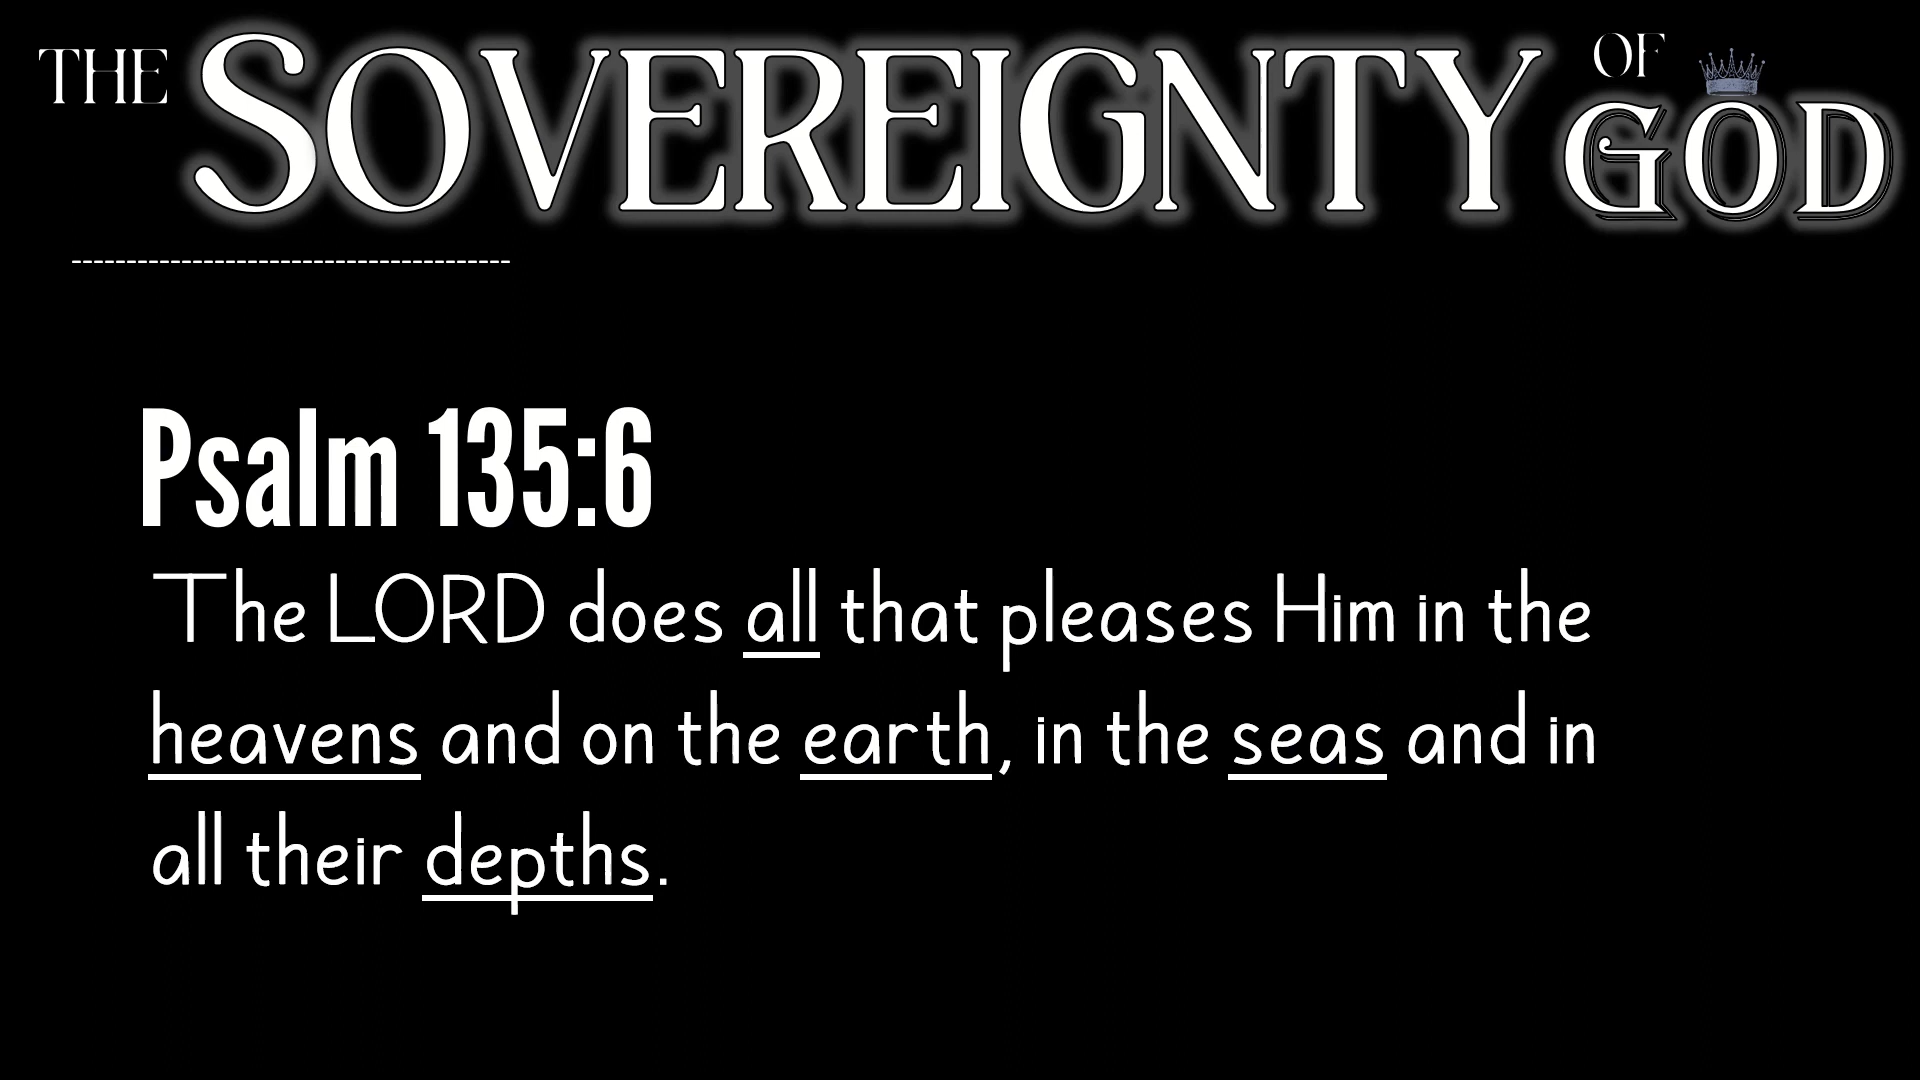 THE SOVEREIGNTY OF GOD
----------------------------------------
Psalm 135:6
The LORD does all that pleases Him in the
heavens and on the earth, in the seas and in
all their depths.